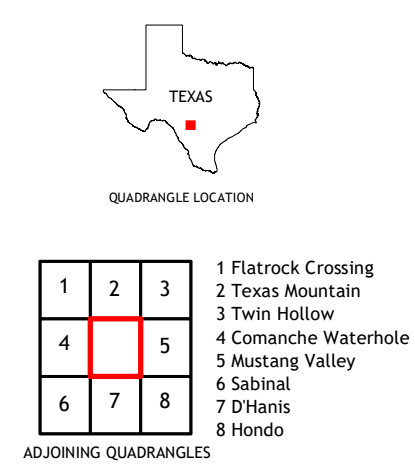 TEXAS
QUADRANGLE LOCATION
1 2 3
4 5
6 7 8
1 Flatrock Crossing
2 Texas Mountain
3 Twin Hollow
4 Comanche Waterhole
5 Mustang Valley
6 Sabinal
7 D'Hanis
8 Hondo
ADJOINING QUADRANGLES